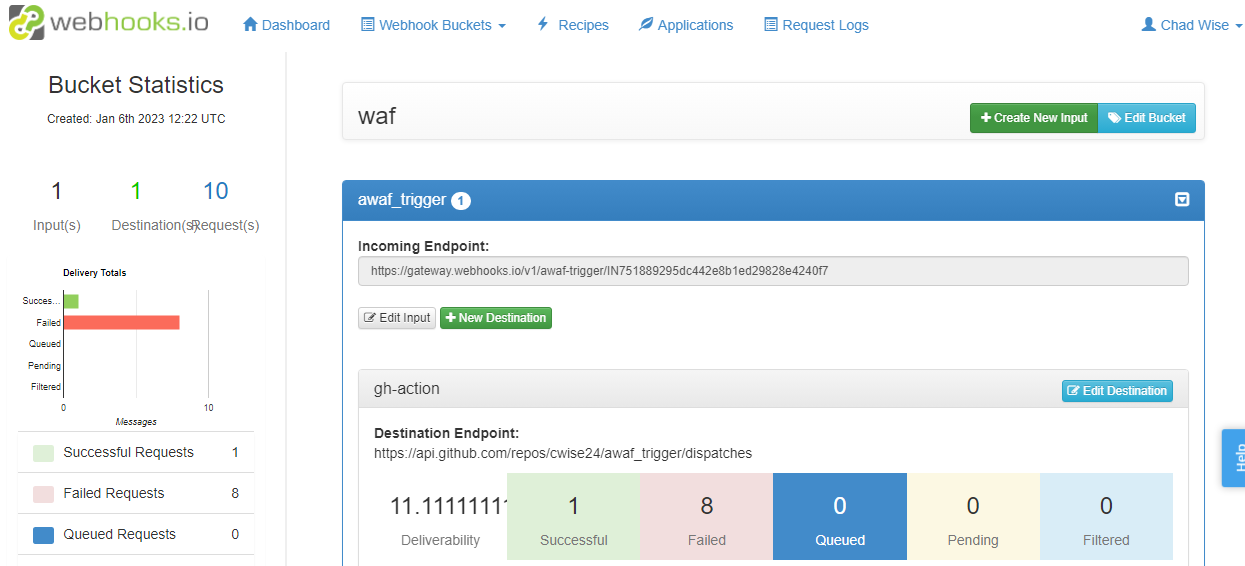 webhooks.io
Dashboard
Webhook Buckets
Recipes
Applications
Request Logs
Chad Wise
Bucket Statistics
Created: Jan 6th 2023 12:22 UTC
1
1
10
Input(s)
Destination(s)
Request(s)
Delivery Totals
Succes...
Failed
Queued
Pending
Filtered
0
10
Messages
Successful Requests 1
Failed Requests 8
Queued Requests 0
waf
Create New Input
Edit Bucket
awaf_trigger 1
Incoming Endpoint:
https://gateway.webhooks.io/v1/awaf-trigger/IN751889295dc442e8b1ed29828e4240f7
Edit Input
New Destination
gh-action
Edit Destination
Destination Endpoint:
https://api.github.com/repos/cwise24/awaf_trigger/dispatches
11.1111111
1
8
0
0
0
Deliverability
Successful
Failed
Queued
Pending
Filtered
Help